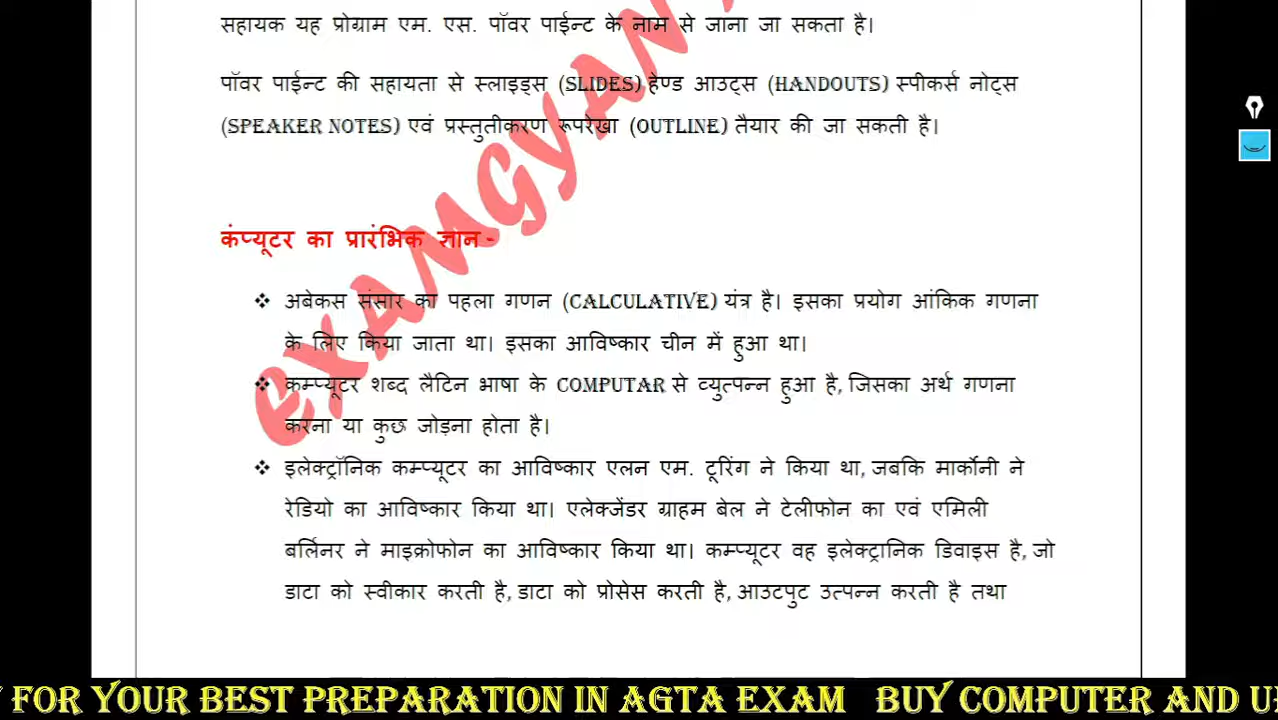 सहायक यह प्रोग्राम एम. एस. पॉवर पाईन्ट के नाम से जाना जा सकता है।
पॉवर पाईन्ट की सहायता से स्लाइड्स (SLIDES) हेण्ड आउट्स (HANDOUTS) स्पीकर्स नोट्स
(SPEAKER NOTES) एवं प्रस्तुतीकरण रूपरेखा (OUTLINE) तैयार की जा सकती है।
कंप्यूटर का प्रारंभिक ज्ञान -
❖ अबेकस संसार का पहला गणन (CALCULATIVE) यंत्र है। इसका प्रयोग आंकिक गणना
के लिए किया जाता था। इसका आविष्कार चीन में हुआ था।
❖ कम्प्यूटर शब्द लैटिन भाषा के COMPUTAR से व्युत्पन्न हुआ है, जिसका अर्थ गणना
करना या कुछ जोड़ना होता है।
❖ इलेक्ट्रॉनिक कम्प्यूटर का आविष्कार एलन एम. टूरिंग ने किया था, जबकि मार्कोनी ने
रेडियो का आविष्कार किया था। एलेक्जेंडर ग्राहम बेल ने टेलीफोन का एवं एमिली
बर्लिनर ने माइक्रोफोन का आविष्कार किया था। कम्प्यूटर वह इलेक्ट्रानिक डिवाइस है, जो
डाटा को स्वीकार करती है, डाटा को प्रोसेस करती है, आउटपुट उत्पन्न करती है तथा
EXAMGYAN
FOR YOUR BEST PREPARATION IN AGTA EXAM BUY COMPUTER AND